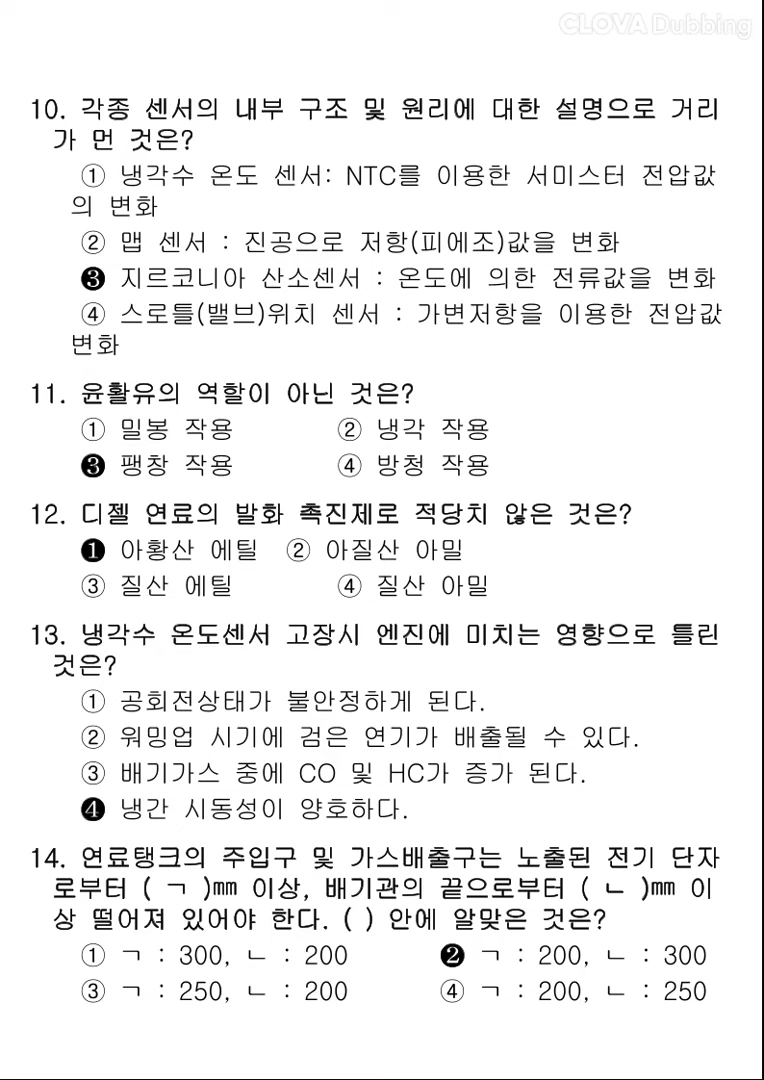 CLOVA Dubbing
10. 각종 센서의 내부 구조 및 원리에 대한 설명으로 거리
가 먼 것은?
① 냉각수 온도 센서: NTC를 이용한 서미스터 전압값
의 변화
② 맵 센서 : 진공으로 저항(피에조)값을 변화
❸ 지르코니아 산소센서 : 온도에 의한 전류값을 변화
④ 스로틀(밸브)위치 센서 : 가변저항을 이용한 전압값
변화
11. 윤활유의 역할이 아닌 것은?
① 밀봉 작용 ② 냉각 작용
❸ 팽창 작용 ④ 방청 작용
12. 디젤 연료의 발화 촉진제로 적당치 않은 것은?
❶ 아황산 에틸 ② 아질산 아밀
③ 질산 에틸 ④ 질산 아밀
13. 냉각수 온도센서 고장시 엔진에 미치는 영향으로 틀린
것은?
① 공회전상태가 불안정하게 된다.
② 워밍업 시기에 검은 연기가 배출될 수 있다.
③ 배기가스 중에 CO 및 HC가 증가 된다.
❹ 냉간 시동성이 양호하다.
14. 연료탱크의 주입구 및 가스배출구는 노출된 전기 단자
로부터 ( ㄱ )㎜ 이상, 배기관의 끝으로부터 ( ㄴ )㎜ 이
상 떨어져 있어야 한다. ( ) 안에 알맞은 것은?
① ㄱ : 300, ㄴ : 200 ❷ ㄱ : 200, ㄴ : 300
③ ㄱ : 250, ㄴ : 200 ④ ㄱ : 200, ㄴ : 250